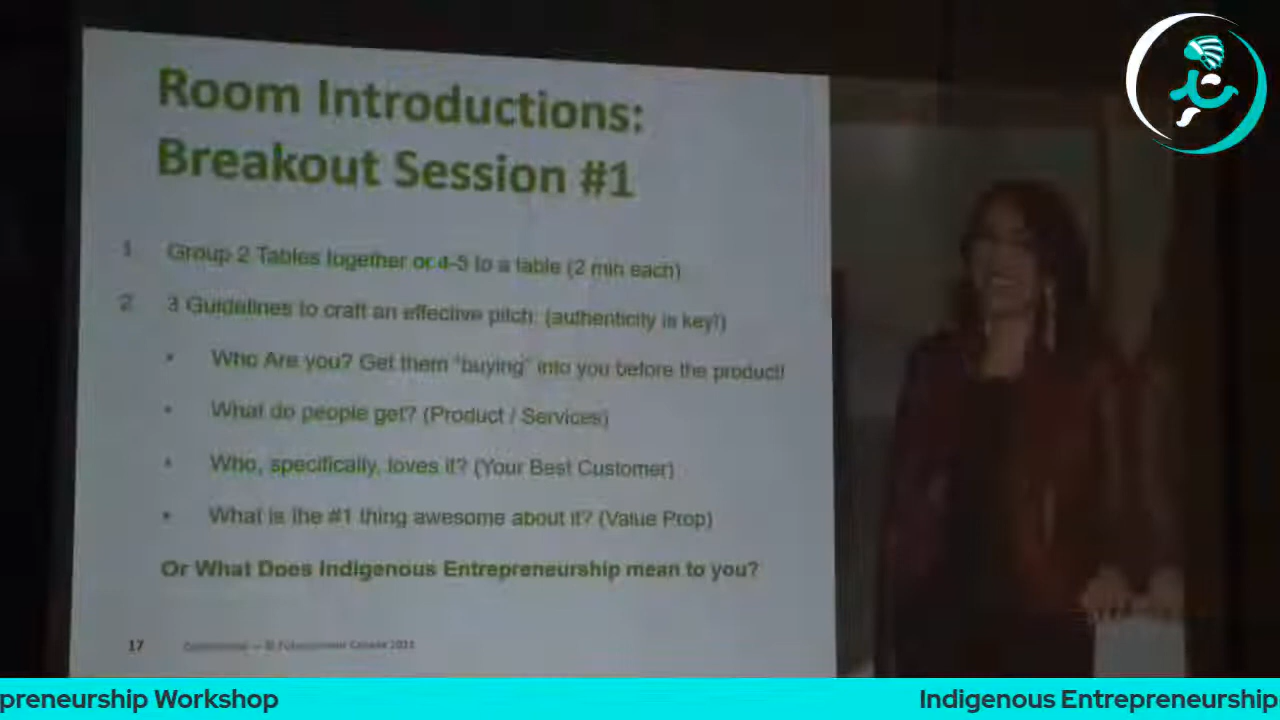 Room Introductions:
Breakout Session #1
1 Group 2 Tables together or 4-5 to a table (2 min each)
2 3 Guidelines to craft an effective pitch: (authenticity is key!)
• Who Are you? Get them "buying" into you before the product!
• What do people get? (Product / Services)
• Who, specifically, loves it? (Your Best Customer)
• What is the #1 thing awesome about it? (Value Prop)
Or What Does Indigenous Entrepreneurship mean to you?
17 © Futurpreneur Canada
preneurship Workshop
Indigenous Entrepreneurship